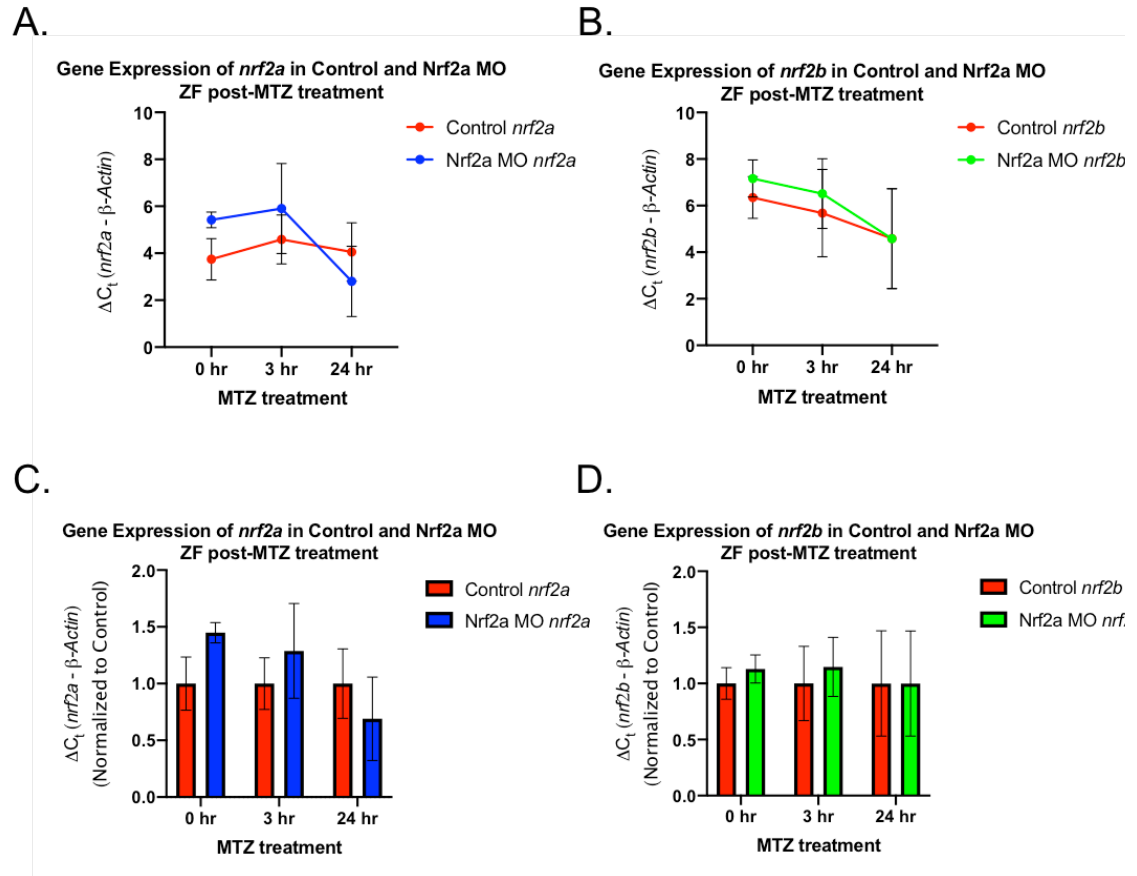 A.
Gene Expression of nrf2a in Control and Nrf2a MO
ZF post-MTZ treatment
ΔCt (nrf2a - β-Actin)
10
8
6
4
2
0
0 hr 3 hr 24 hr
MTZ treatment
Control nrf2a
Nrf2a MO nrf2a
B.
Gene Expression of nrf2b in Control and Nrf2a MO
ZF post-MTZ treatment
ΔCt (nrf2b - β-Actin)
10
8
6
4
2
0
0 hr 3 hr 24 hr
MTZ treatment
Control nrf2b
Nrf2a MO nrf2b
C.
Gene Expression of nrf2a in Control and Nrf2a MO
ZF post-MTZ treatment
ΔCt (nrf2a - β-Actin)
(Normalized to Control)
2.0
1.5
1.0
0.5
0.0
0 hr 3 hr 24 hr
MTZ treatment
Control nrf2a
Nrf2a MO nrf2a
D.
Gene Expression of nrf2b in Control and Nrf2a MO
ZF post-MTZ treatment
ΔCt (nrf2b - β-Actin)
(Normalized to Control)
2.0
1.5
1.0
0.5
0.0
0 hr 3 hr 24 hr
MTZ treatment
Control nrf2b
Nrf2a MO